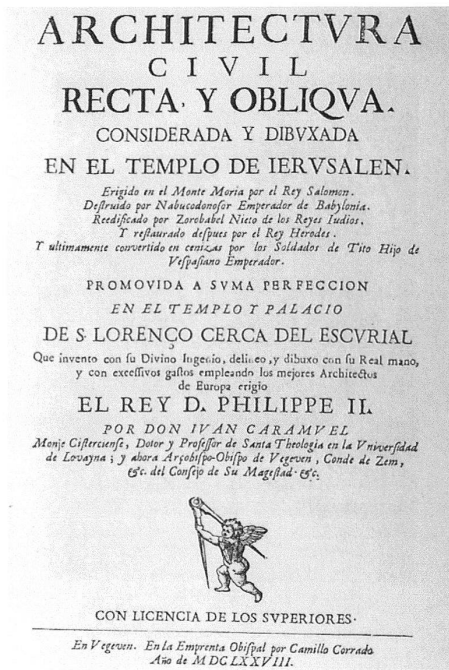 ARCHITECTVRA
CIVIL
RECTA, Y OBLIQVA.
CONSIDERADA Y DIBVXADA
EN EL TEMPLO DE IERVSALEN.
Erigido en el Monte Moria por el Rey Salomon.
Deſtruido por Nabucodonoſor Emperador de Babylonia.
Reedificado por Zorobabel Nieto de los Reyes Iudios.
Y reſtaurado deſpues por el Rey Herodes.
Y ultimamente convertido en cenizas por los Soldados de Tito Hijo de
Veſpaſiano Emperador.
PROMOVIDA A SVMA PERFECCION
EN EL TEMPLO Y PALACIO
DE S. LORENÇO CERCA DEL ESCVRIAL
Que invento con ſu Divino Ingenio, delineo, y dibuxo con ſu Real mano,
y con exceſſivos gaſtos empleando los mejores Architectos
de Europa erigio
EL REY D. PHILIPPE II.
POR DON IVAN CARAMVEL
Monje Ciſtercienſe, Dotor y Profeſſor de Santa Theologia en la Vniverſidad
de Lovayna; y ahora Arçobiſpo-Obiſpo de Vegeven, Conde de Zem,
&c. del Conſejo de Su Mageſtad &c.
CON LICENCIA DE LOS SVPERIORES.
En Vegeven. En la Emprenta Obiſpal por Camillo Corrado.
Año de MDCLXXVIII.